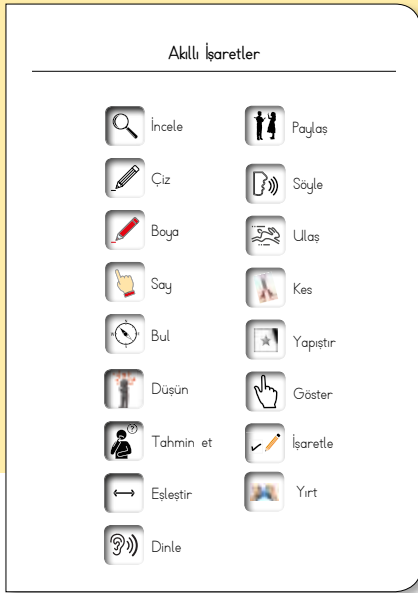 Akıllı İşaretler
İncele
Çiz
Boya
Say
Bul
Düşün
Tahmin et
Eşleştir
Dinle
Paylaş
Söyle
Ulaş
Kes
Yapıştır
Göster
İşaretle
Yırt